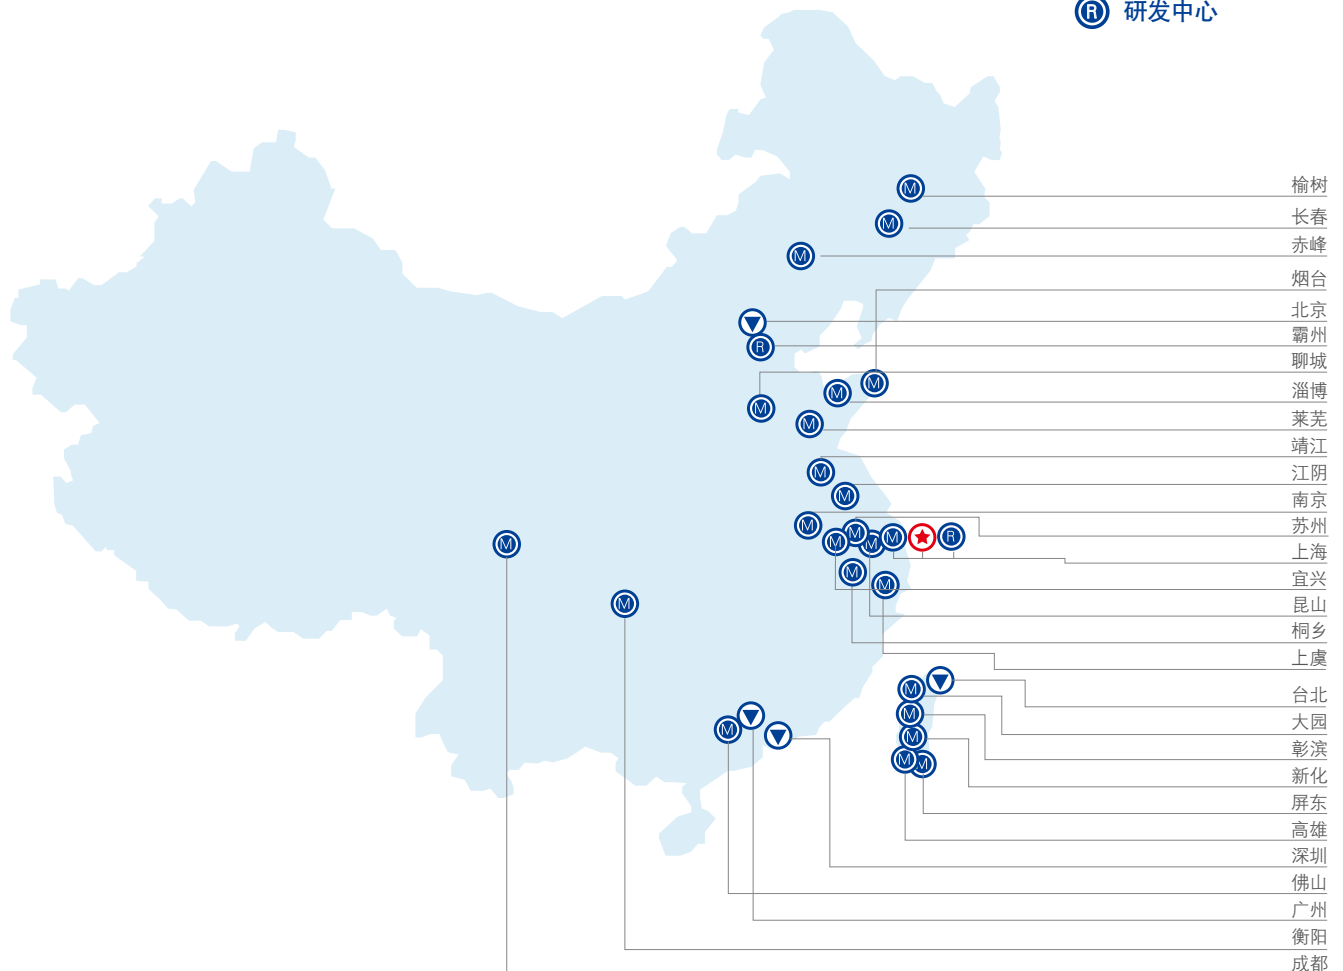 R 研发中心
榆树
长春
赤峰
烟台
北京
霸州
聊城
淄博
莱芜
靖江
江阴
南京
苏州
上海
宜兴
昆山
桐乡
上虞
台北
大园
彰滨
新化
屏东
高雄
深圳
佛山
广州
衡阳
成都
M
M
M
R
M
M
M
M
M
M
M
M
M
M
M
R
M
M
M
M
M
M
M
M
M
M